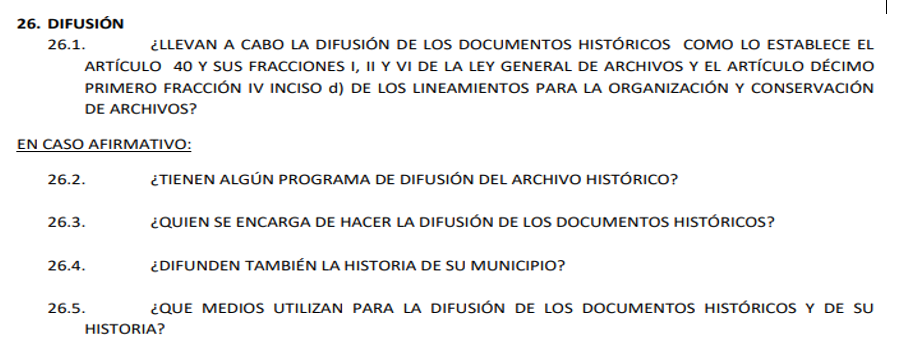 26. DIFUSIÓN
26.1. ¿LLEVAN A CABO LA DIFUSIÓN DE LOS DOCUMENTOS HISTÓRICOS COMO LO ESTABLECE EL
ARTÍCULO 40 Y SUS FRACCIONES I, II Y VI DE LA LEY GENERAL DE ARCHIVOS Y EL ARTÍCULO DÉCIMO
PRIMERO FRACCIÓN IV INCISO d) DE LOS LINEAMIENTOS PARA LA ORGANIZACIÓN Y CONSERVACIÓN
DE ARCHIVOS?
EN CASO AFIRMATIVO:
26.2. ¿TIENEN ALGÚN PROGRAMA DE DIFUSIÓN DEL ARCHIVO HISTÓRICO?
26.3. ¿QUIEN SE ENCARGA DE HACER LA DIFUSIÓN DE LOS DOCUMENTOS HISTÓRICOS?
26.4. ¿DIFUNDEN TAMBIÉN LA HISTORIA DE SU MUNICIPIO?
26.5. ¿QUE MEDIOS UTILIZAN PARA LA DIFUSIÓN DE LOS DOCUMENTOS HISTÓRICOS Y DE SU
HISTORIA?